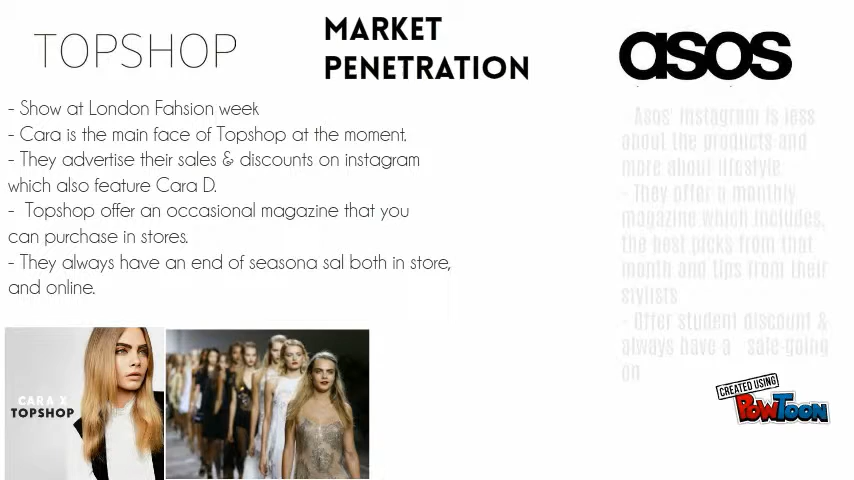 TOPSHOP
MARKET
PENETRATION
asos
- Show at London Fahsion week
- Cara is the main face of Topshop at the moment.
- They advertise their sales & discounts on instagram
which also feature Cara D.
- Topshop offer an occasional magazine that you
can purchase in stores.
- They always have an end of seasona sal both in store,
and online.
CARA X
TOPSHOP
- Asos' Instagram is less
about the products and
more about lifestyle
- They offer a monthly
magazine which includes,
the best picks from that
month and tips from their
stylists
- Offer student discount &
always have a sale going
on
CREATED USING
POWTOON